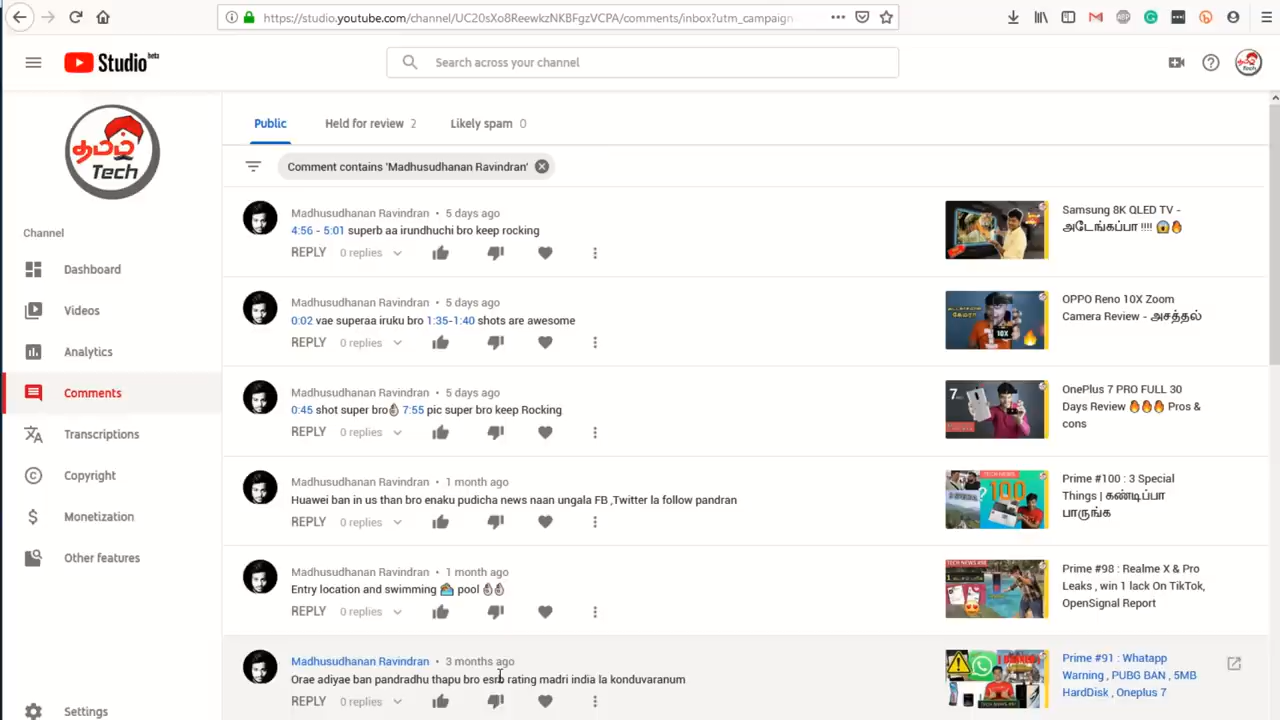 https://studio.youtube.com/channel/UC20sXo8ReewkzNKBFgzVCPA/comments/inbox?utm_campaign
Studio beta
Search across your channel
தமிழ்
Tech
Channel
Dashboard
Videos
Analytics
Comments
Transcriptions
Copyright
Monetization
Other features
Settings
Public
Held for review 2
Likely spam 0
Comment contains 'Madhusudhanan Ravindran'
Madhusudhanan Ravindran • 5 days ago
4:56 - 5:01 superb aa irundhuchi bro keep rocking
REPLY 0 replies
Samsung 8K QLED TV -
அடேங்கப்பா !!!! 😱🔥
Madhusudhanan Ravindran • 5 days ago
0:02 vae superaa iruku bro 1:35-1:40 shots are awesome
REPLY 0 replies
10X
OPPO Reno 10X Zoom
Camera Review - அசத்தல்
Madhusudhanan Ravindran • 5 days ago
0:45 shot super bro👌🏿 7:55 pic super bro keep Rocking
REPLY 0 replies
7
OnePlus 7 PRO FULL 30
Days Review 🔥🔥🔥 Pros &
cons
Madhusudhanan Ravindran • 1 month ago
Huawei ban in us than bro enaku pudicha news naan ungala FB ,Twitter la follow pandran
REPLY 0 replies
TECH NEWS
100
Prime #100 : 3 Special
Things | கண்டிப்பா
பாருங்க
Madhusudhanan Ravindran • 1 month ago
Entry location and swimming 🏊 pool 👌🏿👌🏿
REPLY 0 replies
Prime #98 : Realme X & Pro
Leaks , win 1 lack On TikTok,
OpenSignal Report
Madhusudhanan Ravindran • 3 months ago
Orae adiyae ban pandradhu thapu bro esrb rating madri india la konduvaranum
REPLY 0 replies
Prime #91 : Whatapp
Warning , PUBG BAN , 5MB
HardDisk , Oneplus 7